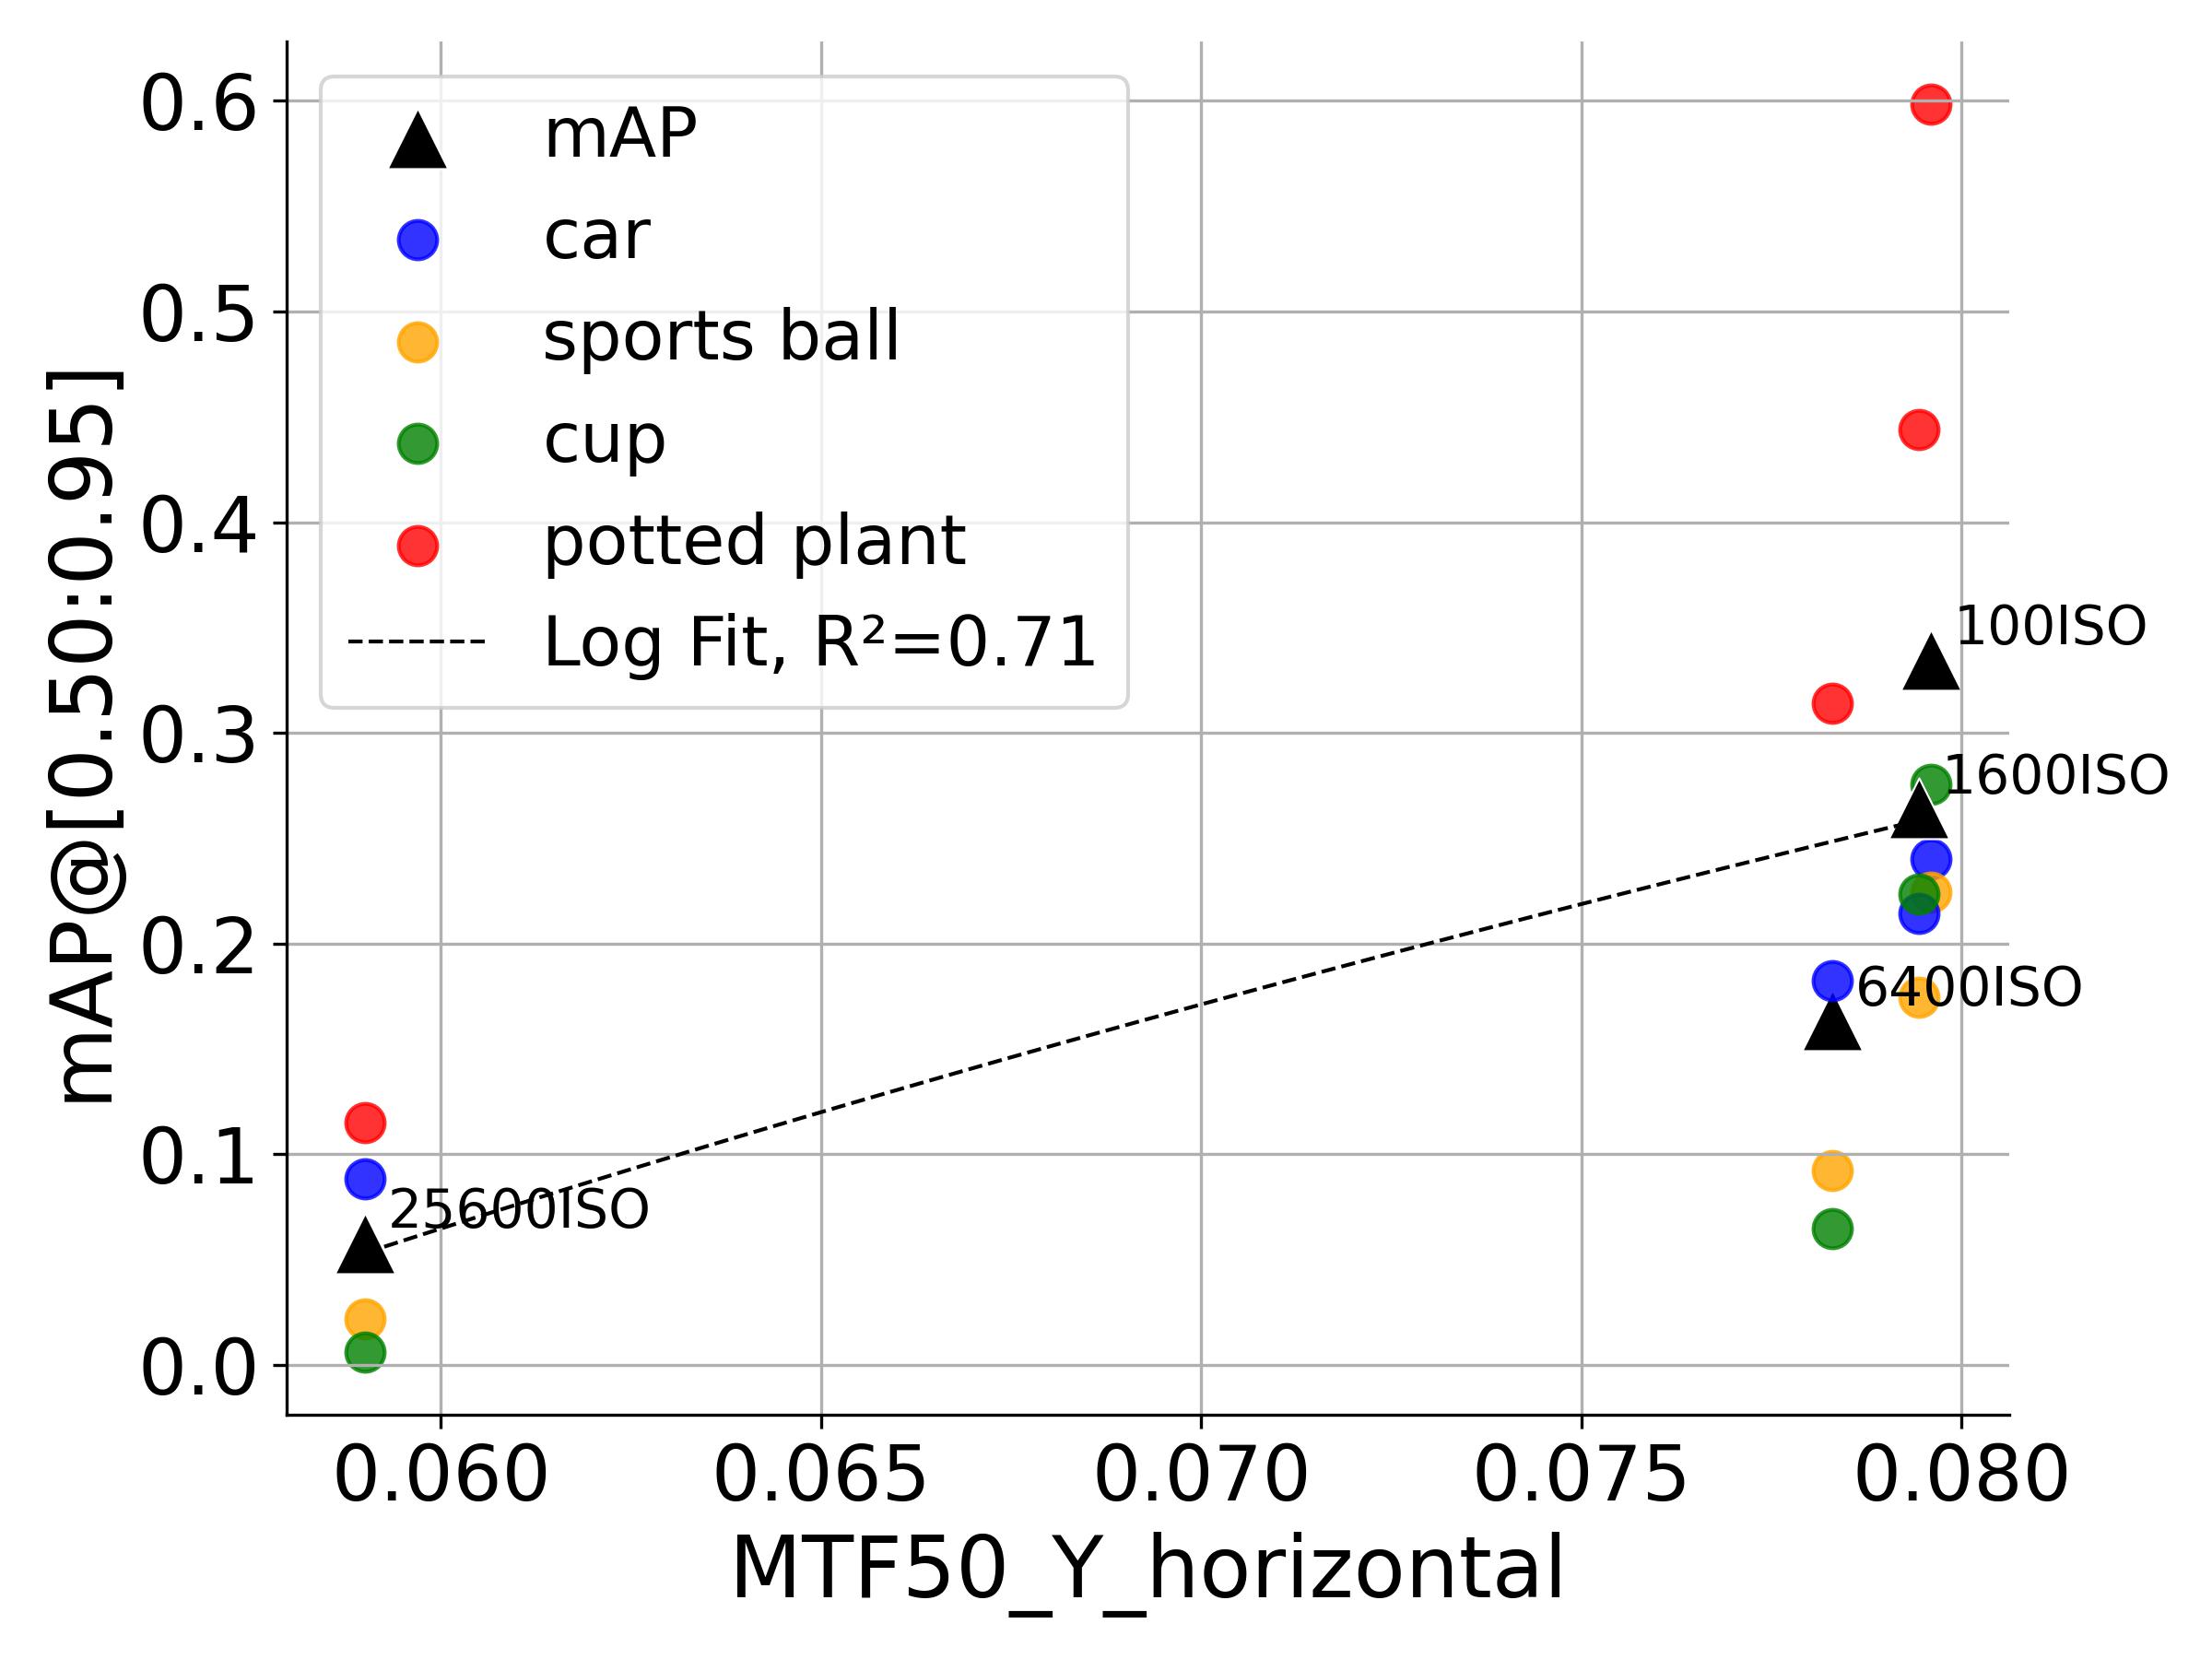 0.6
0.5
0.4
0.3
0.2
0.1
0.0
mAP@[0.50:0.95]
mAP
car
sports ball
cup
potted plant
Log Fit, R²=0.71
100ISO
1600ISO
6400ISO
25600ISO
0.060 0.065 0.070 0.075 0.080
MTF50_Y_horizontal